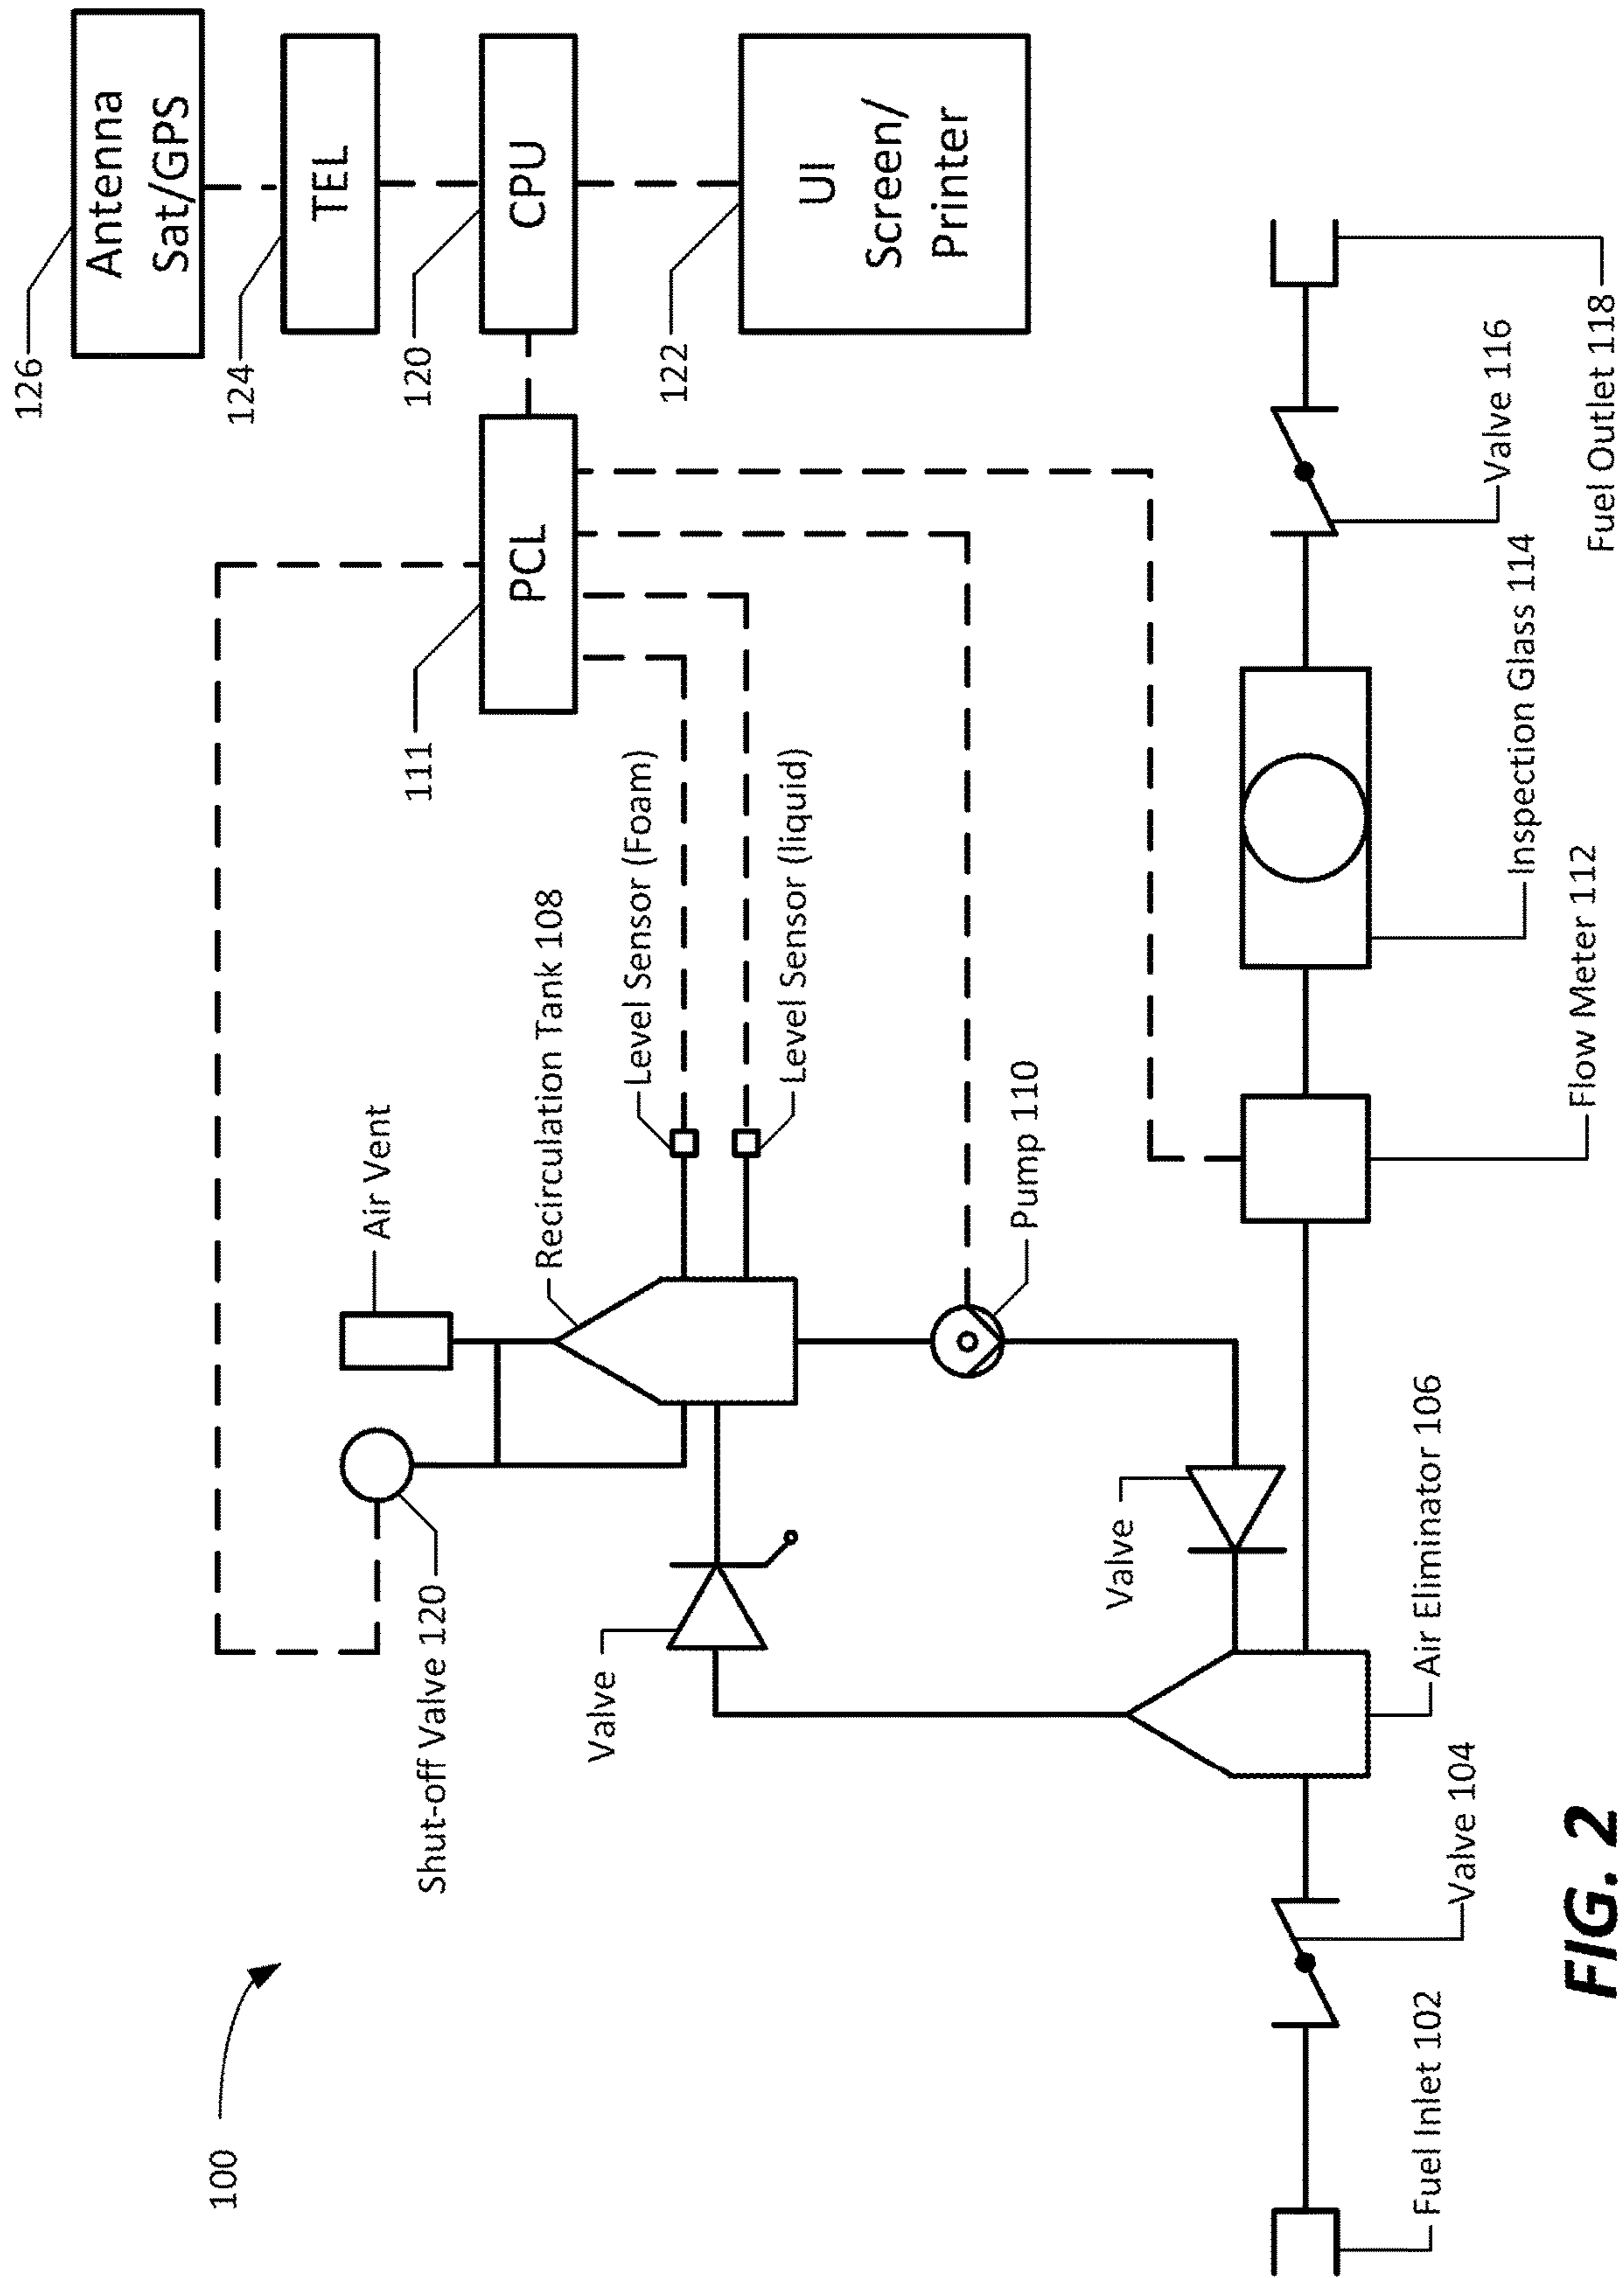 100
126
Antenna
Sat/GPS
124
TEL
120
CPU
122
UI
Screen/
Printer
111
PCL
Air Vent
Shut-off Valve 120
Recirculation Tank 108
Level Sensor (Foam)
Level Sensor (liquid)
Valve
Pump 110
Valve
Fuel Inlet 102
Valve 104
Air Eliminator 106
Flow Meter 112
Inspection Glass 114
Valve 116
Fuel Outlet 118
FIG. 2